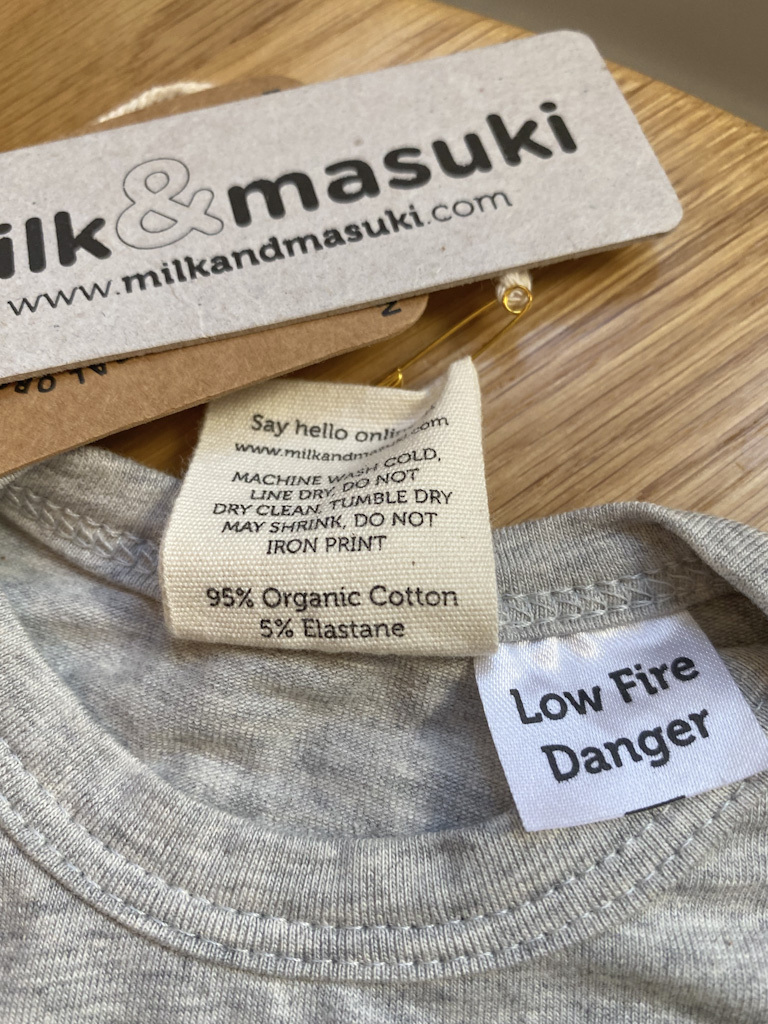 ilk&masuki
www.milkandmasuki.com
Say hello
MACHINE WASH COLD,
LINE DRY, DO NOT
DRY CLEAN, TUMBLE DRY
MAY SHRINK, DO NOT
IRON PRINT
95% Organic Cotton
5% Elastane
Low Fire
Danger